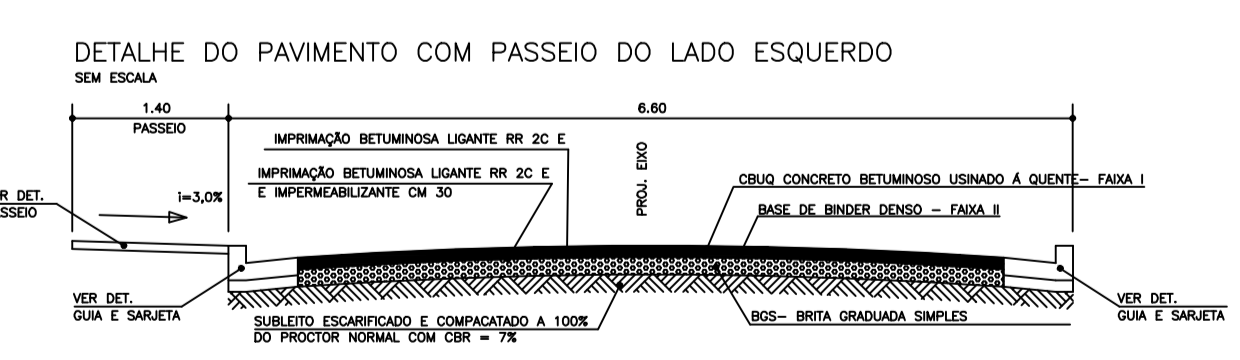 DETALHE DO PAVIMENTO COM PASSEIO DO LADO ESQUERDO
SEM ESCALA
1.40
6.60
PASSEIO
IMPRIMAÇÃO BETUMINOSA LIGANTE RR 2C E
IMPRIMAÇÃO BETUMINOSA LIGANTE RR 2C E
E IMPERMEABILIZANTE CM 30
PROJ. EIXO
CBUQ CONCRETO BETUMINOSO USINADO Á QUENTE– FAIXA I
BASE DE BINDER DENSO – FAIXA II
R DET.
SSEIO
i=3,0%
VER DET.
GUIA E SARJETA
SUBLEITO ESCARIFICADO E COMPACATADO A 100%
DO PROCTOR NORMAL COM CBR = 7%
BGS– BRITA GRADUADA SIMPLES
VER DET.
GUIA E SARJETA